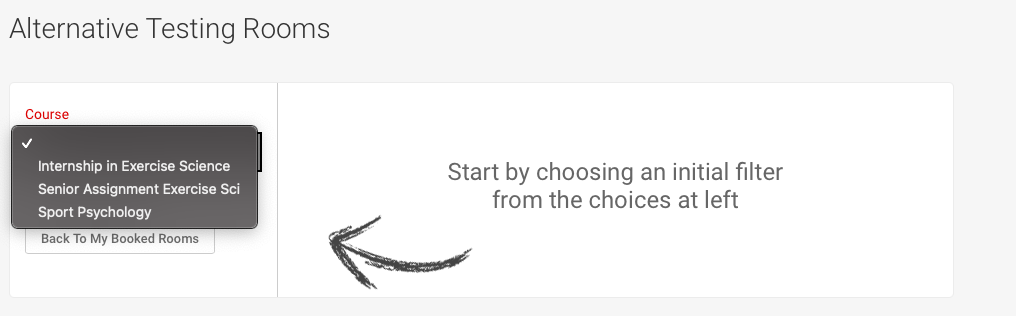 Alternative Testing Rooms
Course
Internship in Exercise Science
Senior Assignment Exercise Sci
Sport Psychology
Back To My Booked Rooms
Start by choosing an initial filter
from the choices at left